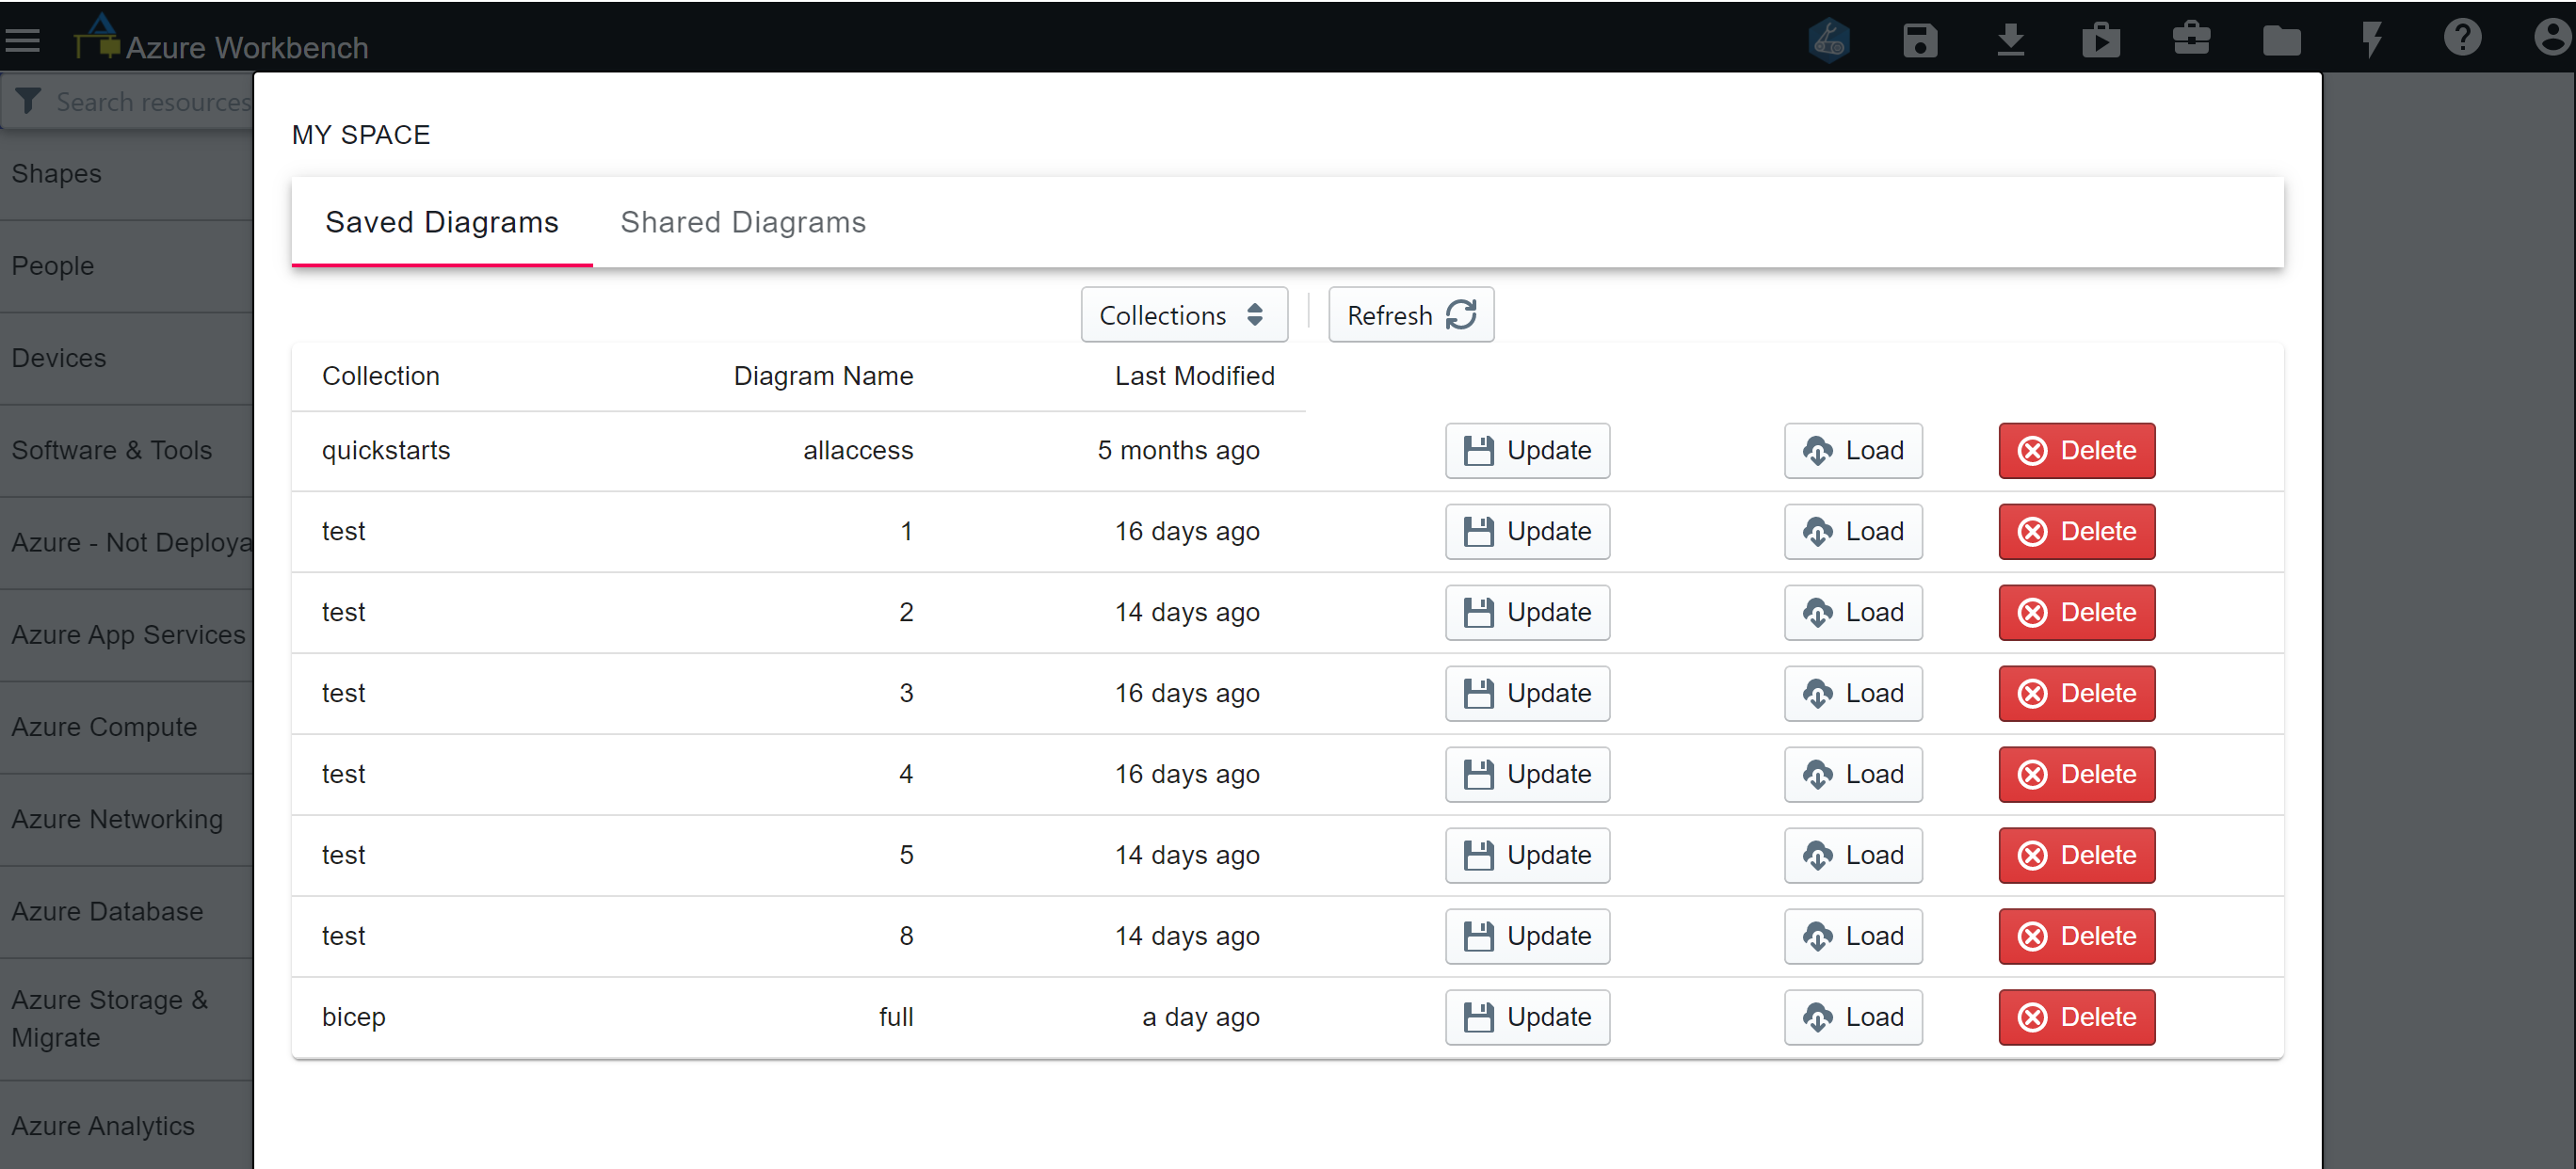 Azure Workbench
Search resources
Shapes
People
Devices
Software & Tools
Azure - Not Deploya
Azure App Services
Azure Compute
Azure Networking
Azure Database
Azure Storage &
Migrate
Azure Analytics
MY SPACE
Saved Diagrams Shared Diagrams
Collections Refresh
Collection Diagram Name Last Modified
quickstarts allaccess 5 months ago Update Load Delete
test 1 16 days ago Update Load Delete
test 2 14 days ago Update Load Delete
test 3 16 days ago Update Load Delete
test 4 16 days ago Update Load Delete
test 5 14 days ago Update Load Delete
test 8 14 days ago Update Load Delete
bicep full a day ago Update Load Delete